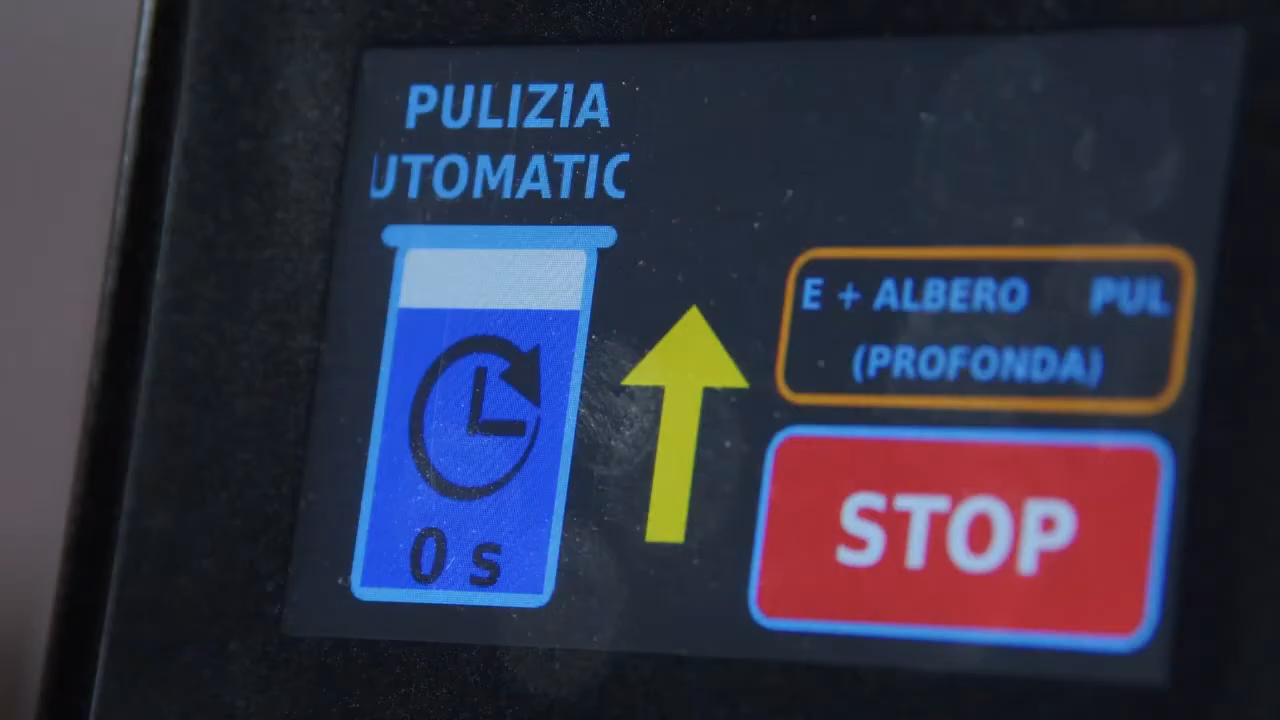 PULIZIA
UTOMATIC
E + ALBERO PUL
(PROFONDA)
0 s
STOP